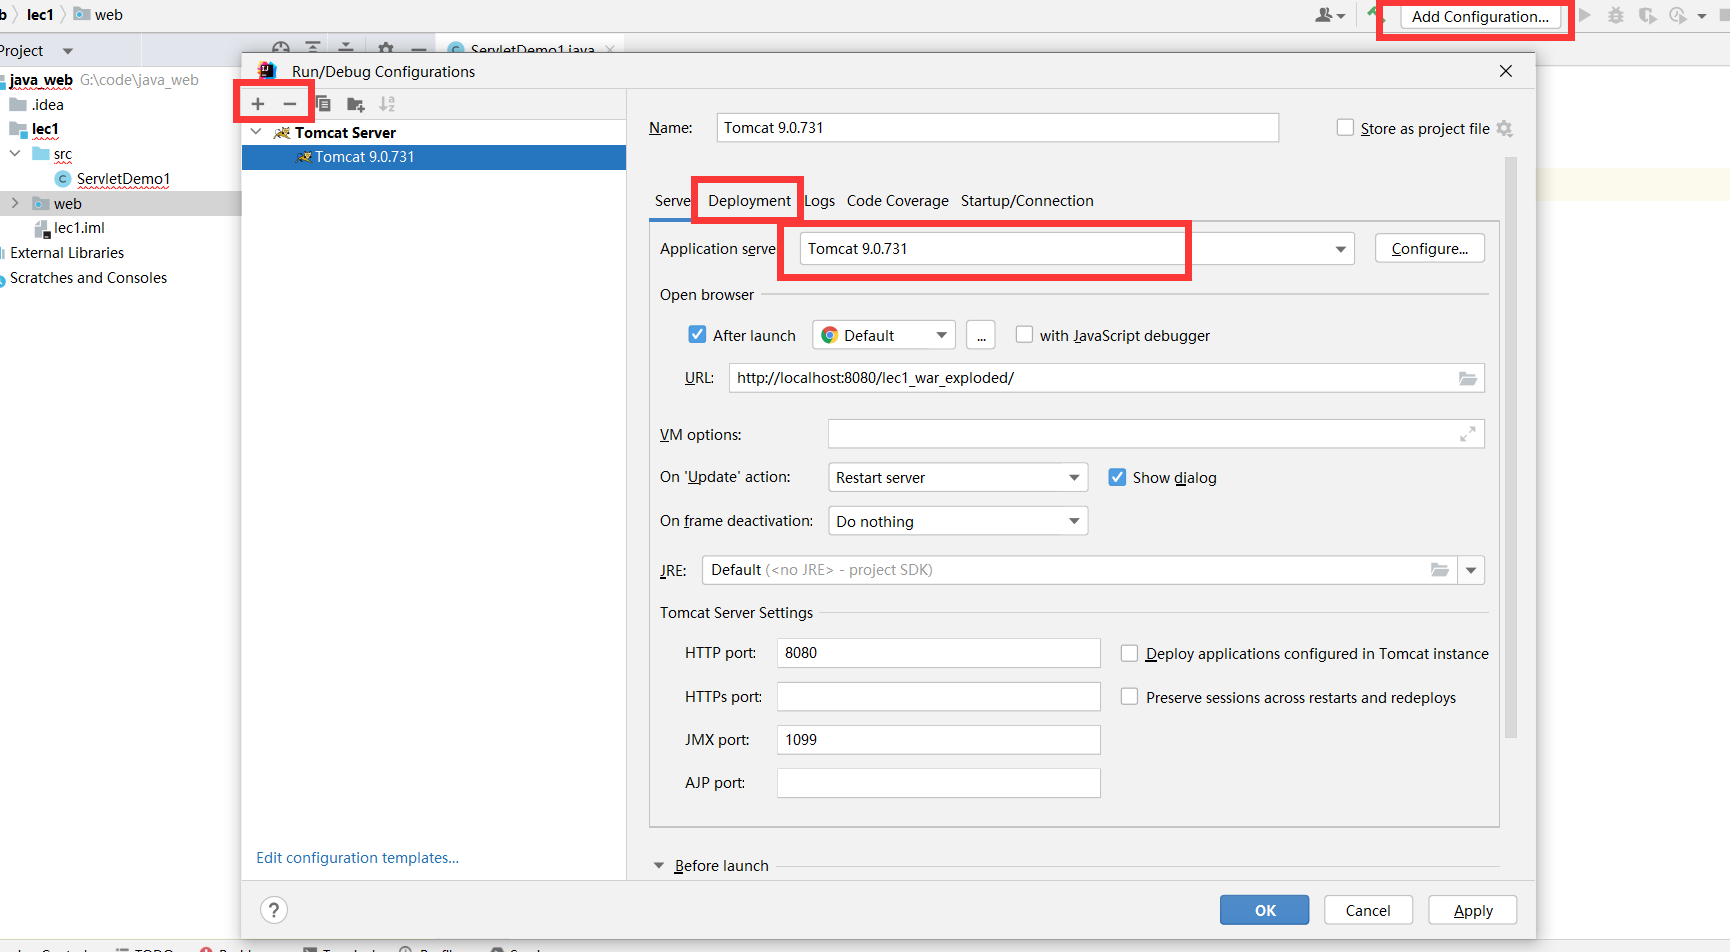 lec1 web
Add Configuration...
Project
ServletDemo1.java
java_web G:\code\java_web
.idea
lec1
src
ServletDemo1
web
lec1.iml
External Libraries
Scratches and Consoles
Run/Debug Configurations
Tomcat Server
Tomcat 9.0.731
Edit configuration templates...
Name: Tomcat 9.0.731
Store as project file
Serve Deployment Logs Code Coverage Startup/Connection
Application serve Tomcat 9.0.731 Configure...
Open browser
After launch Default ... with JavaScript debugger
URL: http://localhost:8080/lec1_war_exploded/
VM options:
On 'Update' action: Restart server Show dialog
On frame deactivation: Do nothing
JRE: Default (<no JRE> - project SDK)
Tomcat Server Settings
HTTP port: 8080 Deploy applications configured in Tomcat instance
HTTPs port: Preserve sessions across restarts and redeploys
JMX port: 1099
AJP port:
Before launch
? OK Cancel Apply
TODO